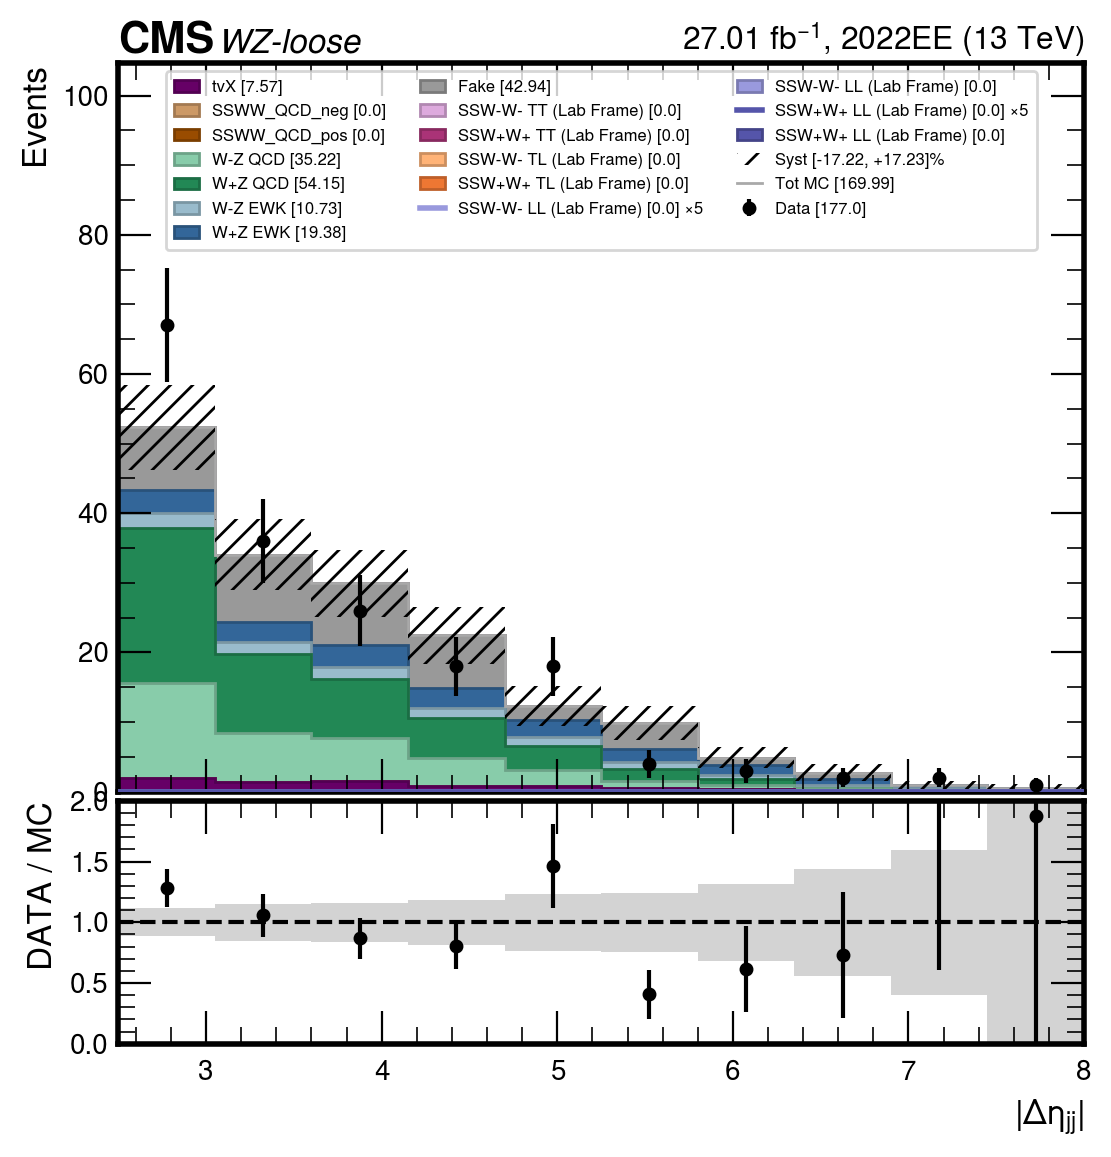 CMS WZ-loose 27.01 fb⁻¹, 2022EE (13 TeV)
Events
tvX [7.57]
SSWW_QCD_neg [0.0]
SSWW_QCD_pos [0.0]
W-Z QCD [35.22]
W+Z QCD [54.15]
W-Z EWK [10.73]
W+Z EWK [19.38]
Fake [42.94]
SSW-W- TT (Lab Frame) [0.0]
SSW+W+ TT (Lab Frame) [0.0]
SSW-W- TL (Lab Frame) [0.0]
SSW+W+ TL (Lab Frame) [0.0]
SSW-W- LL (Lab Frame) [0.0] ×5
SSW-W- LL (Lab Frame) [0.0]
SSW+W+ LL (Lab Frame) [0.0] ×5
SSW+W+ LL (Lab Frame) [0.0]
Syst [-17.22, +17.23]%
Tot MC [169.99]
Data [177.0]
100
80
60
40
20
0
DATA / MC
2.0
1.5
1.0
0.5
0.0
3 4 5 6 7 8
|Δη_jj|